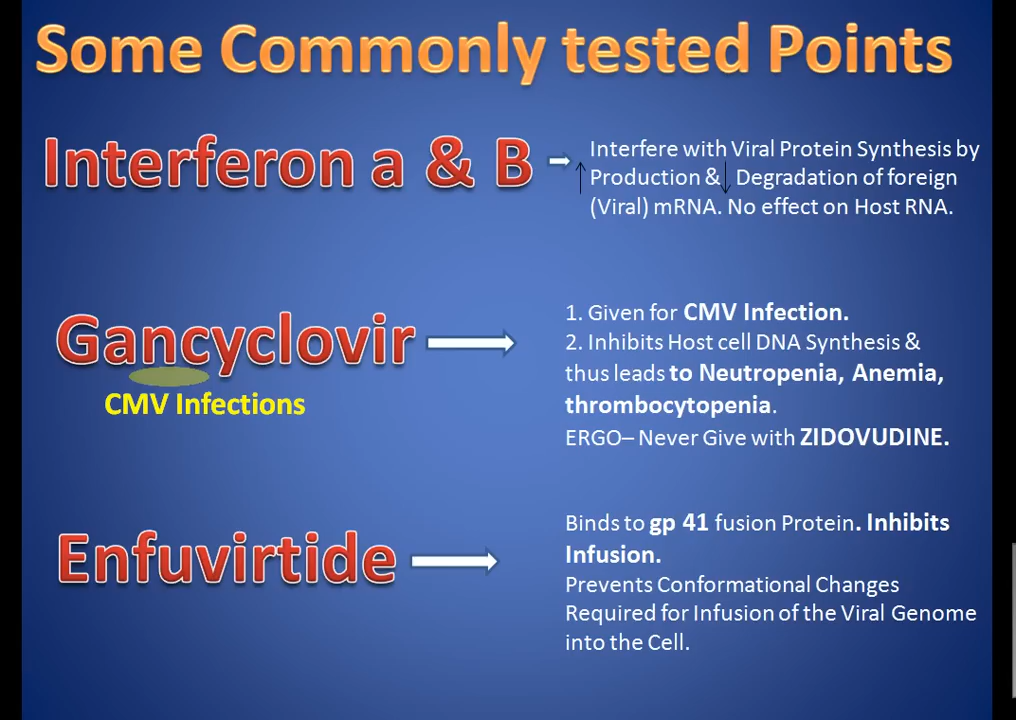 Some Commonly tested Points
Interferon a & B
Interfere with Viral Protein Synthesis by
Production & Degradation of foreign
(Viral) mRNA. No effect on Host RNA.
Gancyclovir
CMV Infections
1. Given for CMV Infection.
2. Inhibits Host cell DNA Synthesis &
thus leads to Neutropenia, Anemia,
thrombocytopenia.
ERGO– Never Give with ZIDOVUDINE.
Enfuvirtide
Binds to gp 41 fusion Protein. Inhibits
Infusion.
Prevents Conformational Changes
Required for Infusion of the Viral Genome
into the Cell.